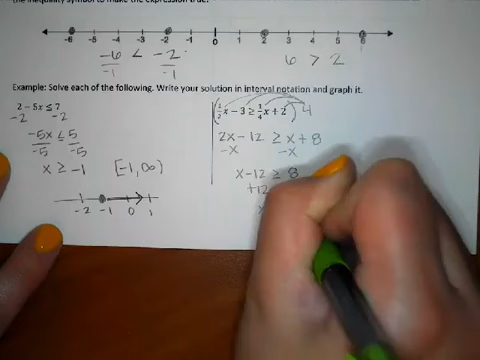 the inequality symbol to make the expression true.
-6 -5 -4 -3 -2 -1 0 1 2 3 4 5 6
-6/-1 < -2/-1 6 > 2
Example: Solve each of the following. Write your solution in interval notation and graph it.
2 - 5x ≤ 7
-2 -2
-5x ≤ 5
-5 -5
x ≥ -1 [-1, ∞)
-2 -1 0 1
(1/2x - 3 ≥ 1/4x + 2)4
2x - 12 ≥ x + 8
-x -x
x - 12 ≥ 8
+12